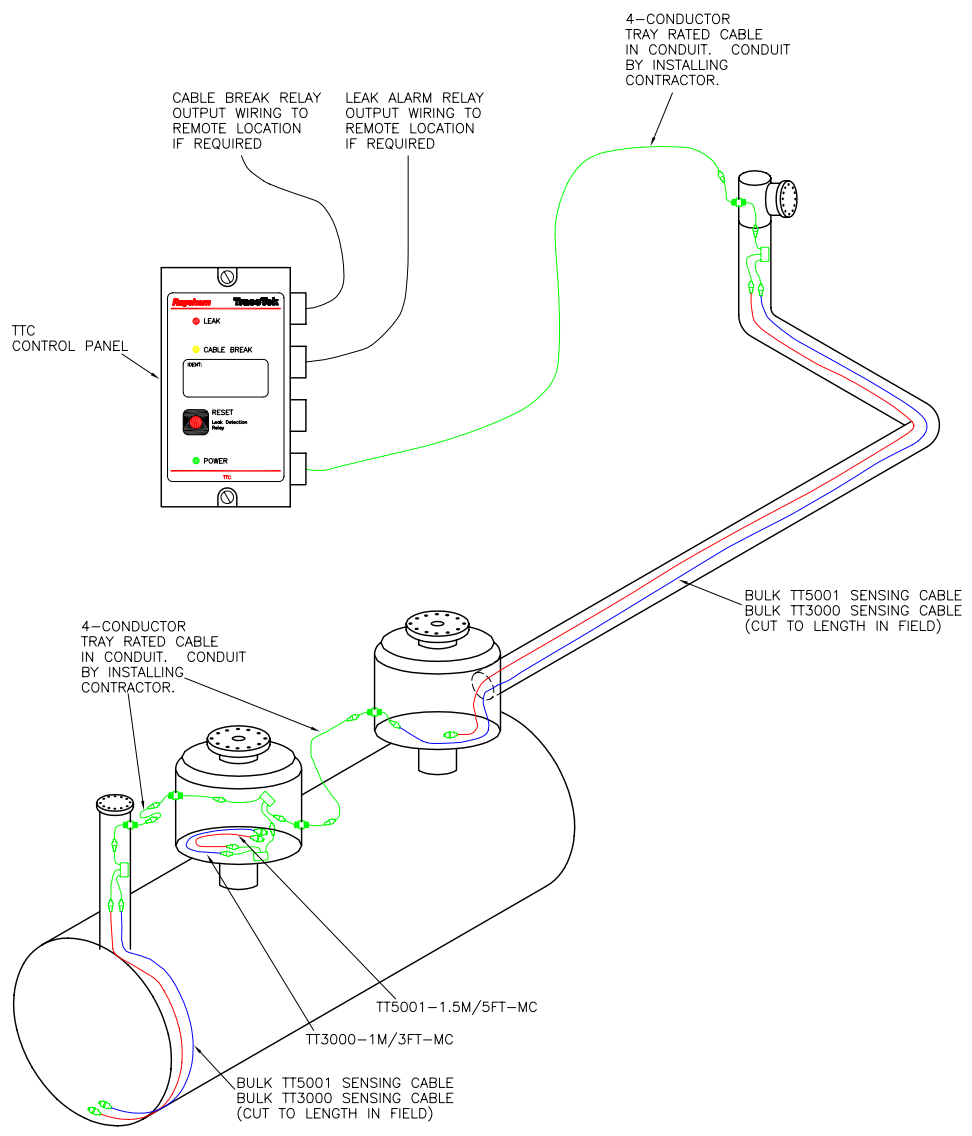 4-CONDUCTOR
TRAY RATED CABLE
IN CONDUIT. CONDUIT
BY INSTALLING
CONTRACTOR.
CABLE BREAK RELAY
OUTPUT WIRING TO
REMOTE LOCATION
IF REQUIRED
LEAK ALARM RELAY
OUTPUT WIRING TO
REMOTE LOCATION
IF REQUIRED
TTC
CONTROL PANEL
Raychem TraceTek
LEAK
CABLE BREAK
IDENT:
RESET
Leak Detection
Relay
POWER
TTC
BULK TT5001 SENSING CABLE
BULK TT3000 SENSING CABLE
(CUT TO LENGTH IN FIELD)
4-CONDUCTOR
TRAY RATED CABLE
IN CONDUIT. CONDUIT
BY INSTALLING
CONTRACTOR.
TT5001-1.5M/5FT-MC
TT3000-1M/3FT-MC
BULK TT5001 SENSING CABLE
BULK TT3000 SENSING CABLE
(CUT TO LENGTH IN FIELD)